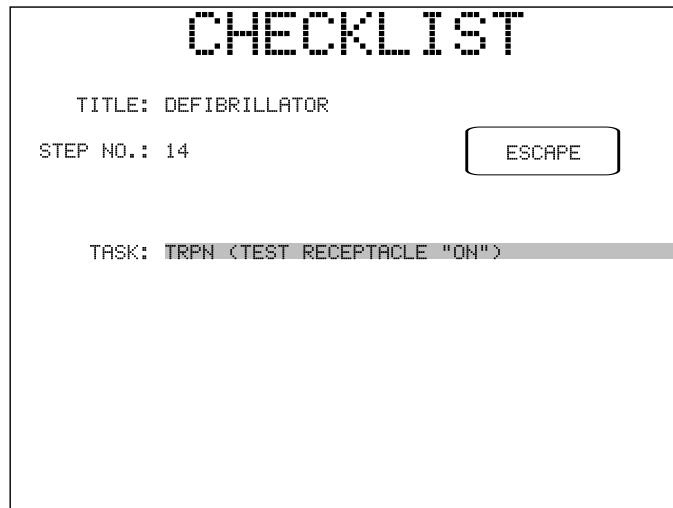 CHECKLIST
TITLE: DEFIBRILLATOR
STEP NO.: 14
ESCAPE
TASK: TRPN (TEST RECEPTACLE "ON")